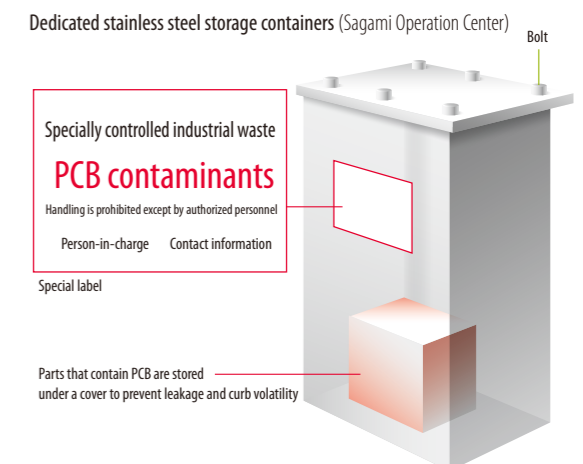 Dedicated stainless steel storage containers (Sagami Operation Center)
Bolt
Specially controlled industrial waste
PCB contaminants
Handling is prohibited except by authorized personnel
Person-in-charge Contact information
Special label
Parts that contain PCB are stored
under a cover to prevent leakage and curb volatility